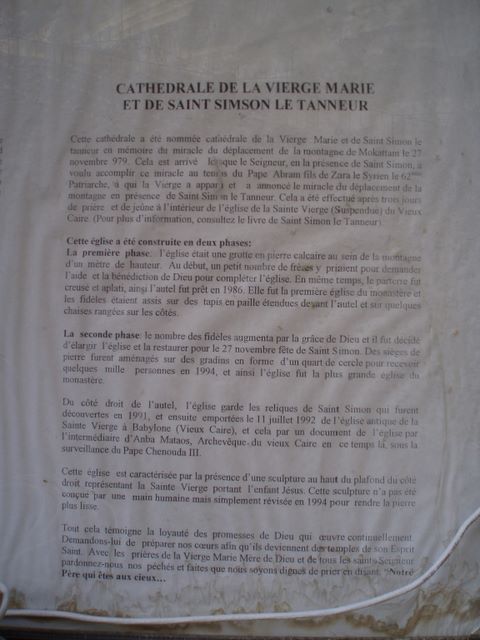 CATHEDRALE DE LA VIERGE MARIE
ET DE SAINT SIMSON LE TANNEUR
Cette cathédrale a été nommée cathédrale de la Vierge Marie et de Saint Simon le
tanneur en mémoire du miracle du déplacement de la montagne de Mokattam le 27
novembre 979. Cela est arrivé lorsque le Seigneur, en la présence de Saint Simon, a
voulu accomplir ce miracle au temps du Pape Abram fils de Zara le Syrien le 62ème
Patriarche, à qui la Vierge a apparu et a annoncé le miracle du déplacement de la
montagne en présence de Saint Simon le Tanneur. Cela a été effectué après trois jours
de prière et de jeûne à l'intérieur de l'église de la Sainte Vierge (Suspendue) du Vieux
Caire. (Pour plus d'information, consultez le livre de Saint Simon le Tanneur)
Cette église a été construite en deux phases:
La première phase: l'église était une grotte en pierre calcaire au sein de la montagne
d'un mètre de hauteur. Au début, un petit nombre de frères y priaient pour demander
l'aide et la bénédiction de Dieu pour compléter l'église. En même temps, le parterre fut
creusé et aplati, ainsi l'autel fut prêt en 1986. Elle fut la première église du monastère et
les fidèles étaient assis sur des tapis en paille étendues devant l'autel et sur quelques
chaises rangées sur les côtés.
La seconde phase: le nombre des fidèles augmenta par la grâce de Dieu et il fut décidé
d'élargir l'église et la restaurer pour le 27 novembre fête de Saint Simon. Des sièges de
pierre furent aménagés sur des gradins en forme d'un quart de cercle pour recevoir
quelques mille personnes en 1994, et ainsi l'église fut la plus grande église du
monastère.
Du côté droit de l'autel, l'église garde les reliques de Saint Simon qui furent
découvertes en 1991, et ensuite emportées le 11 juillet 1992 de l'église antique de la
Sainte Vierge à Babylone (Vieux Caire), et cela par un document de l'église par
l'intermédiaire d'Anba Mataos, Archevêque du vieux Caire en ce temps là, sous la
surveillance du Pape Chenouda III.
Cette église est caractérisée par la présence d'une sculpture au haut du plafond du côté
droit représentant la Sainte Vierge portant l'enfant Jésus. Cette sculpture n'a pas été
conçue par une main humaine mais simplement révisée en 1994 pour rendre la pierre
plus lisse.
Tout cela témoigne la loyauté des promesses de Dieu qui œuvre continuellement.
Demandons-lui de préparer nos cœurs afin qu'ils deviennent des temples de son Esprit
Saint. Avec les prières de la Vierge Marie Mère de Dieu et de tous les saints Seigneur
pardonnez-nous nos péchés et faites que nous soyons dignes de prier en disant, "Notre
Père qui êtes aux cieux...